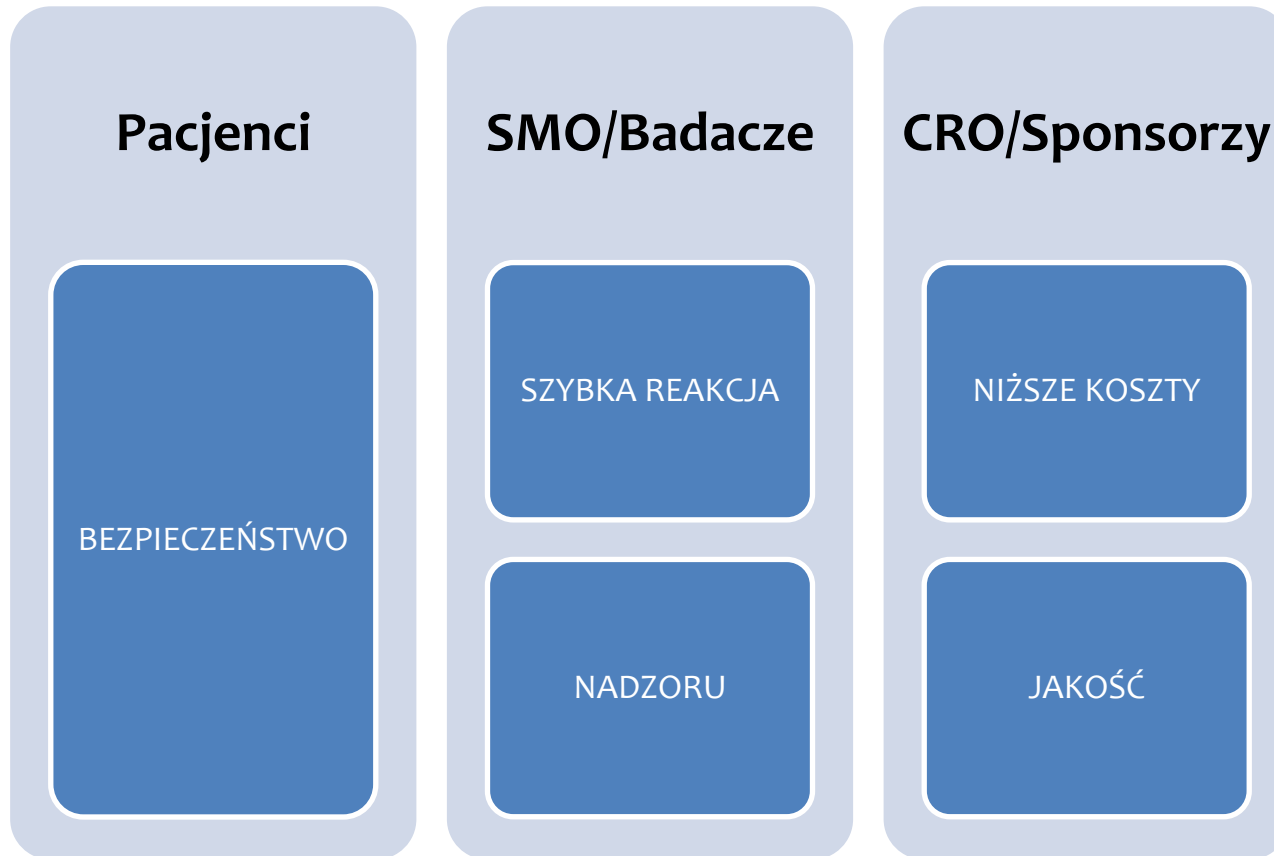 Pacjenci
BEZPIECZEŃSTWO
SMO/Badacze
SZYBKA REAKCJA
NADZORU
CRO/Sponsorzy
NIŻSZE KOSZTY
JAKOŚĆ